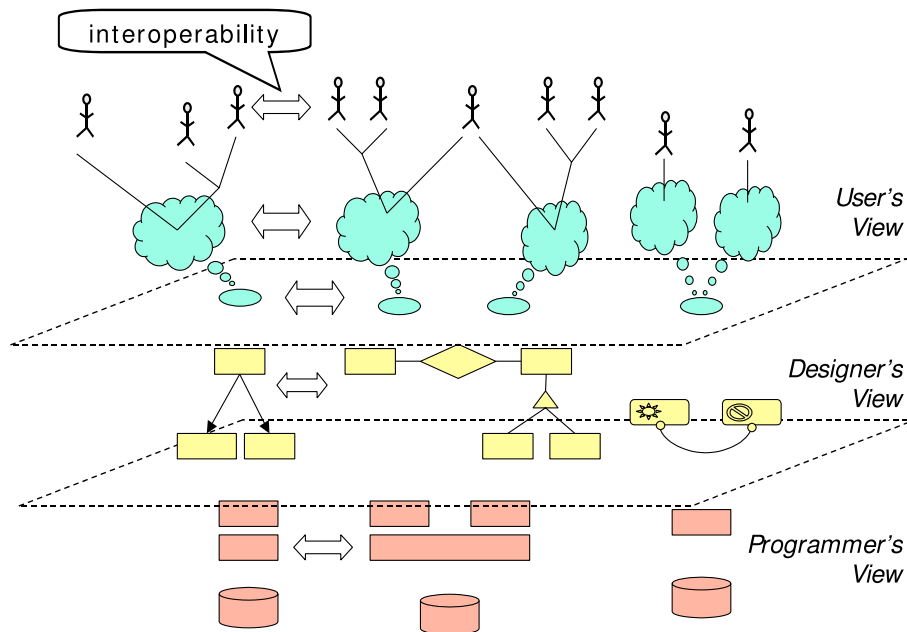 interoperability
User's
View
Designer's
View
Programmer's
View